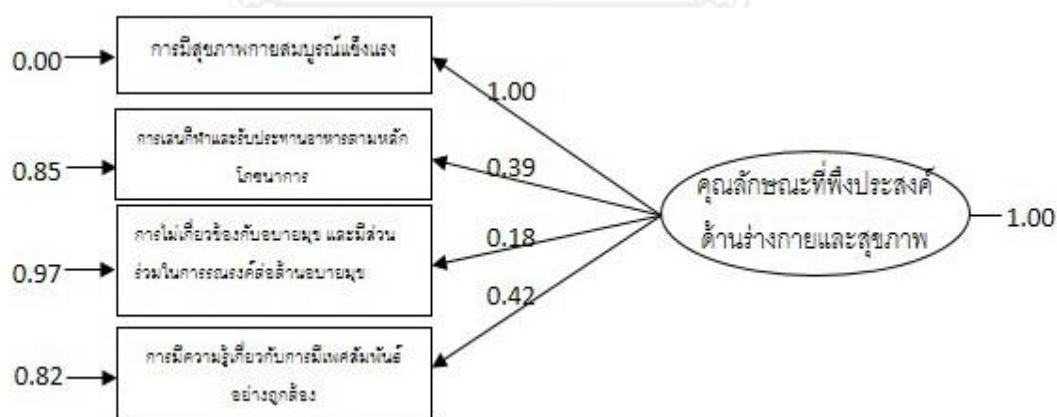 0.00
การมีสุขภาพกายสมบูรณ์แข็งแรง
1.00
0.85
การเล่นกีฬาและรับประทานอาหารตามหลัก
โภชนาการ
0.39
คุณลักษณะที่พึงประสงค์
ด้านร่างกายและสุขภาพ
1.00
0.97
การไม่เกี่ยวข้องกับอบายมุข และมีส่วน
ร่วมในการรณรงค์ต่อต้านอบายมุข
0.18
0.82
การมีความรู้เกี่ยวกับการมีเพศสัมพันธ์
อย่างถูกต้อง
0.42